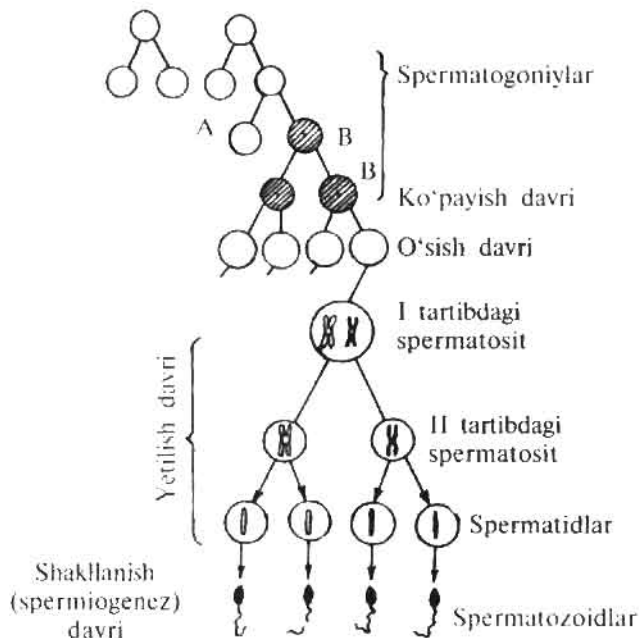 Spermatogoniylar
A
B
B
Ko‘payish davri
O‘sish davri
I tartibdagi
spermatosit
Yetilish davri
II tartibdagi
spermatosit
Spermatidlar
Shakllanish
(spermiogenez)
davri
Spermatozoidlar